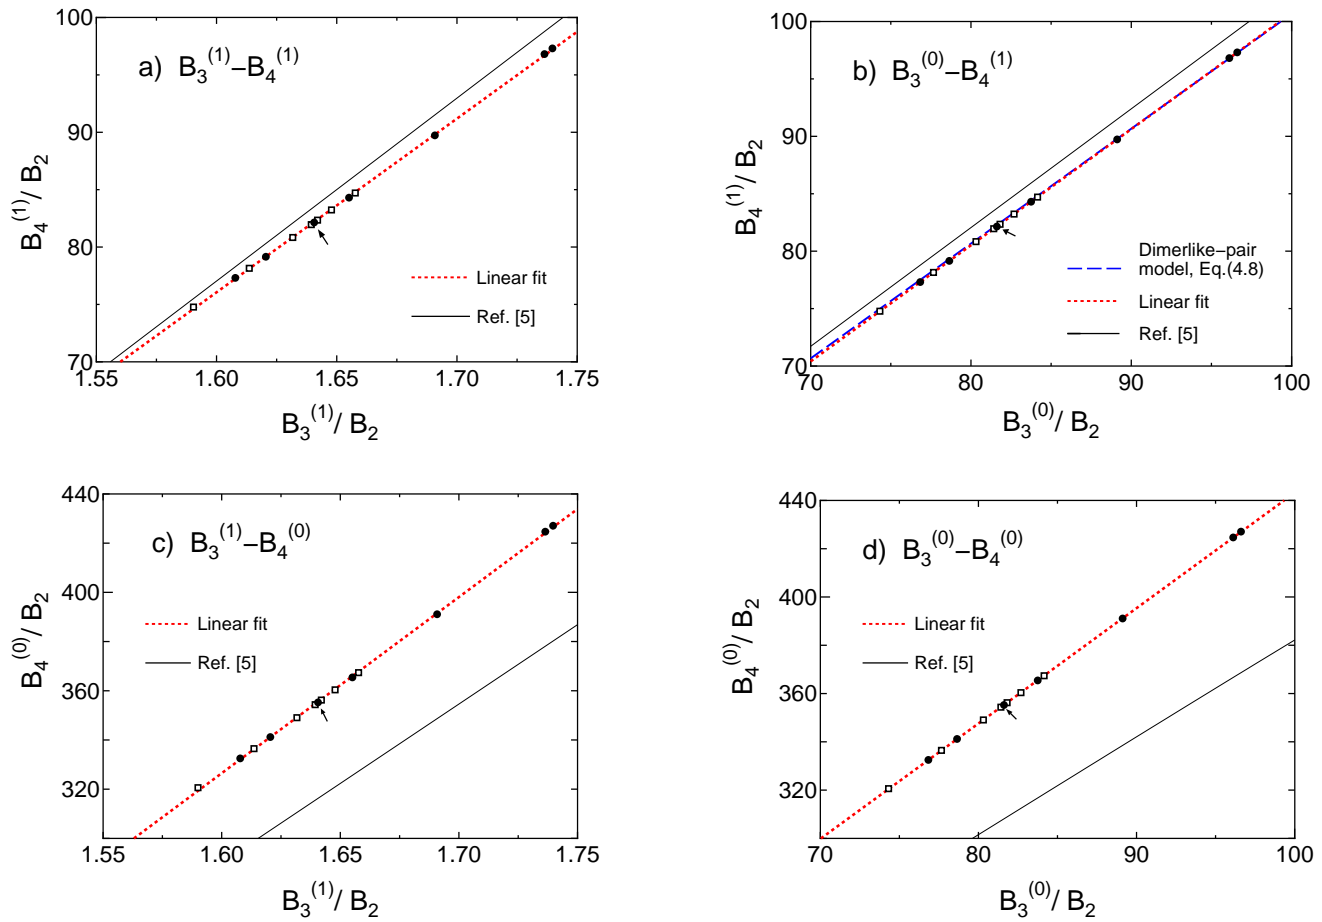 a) B₃⁽¹⁾–B₄⁽¹⁾
B₄⁽¹⁾/ B₂
100
90
80
70
Linear fit
Ref. [5]
1.55 1.60 1.65 1.70 1.75
B₃⁽¹⁾/ B₂
b) B₃⁽⁰⁾–B₄⁽¹⁾
B₄⁽¹⁾/ B₂
100
90
80
70
Dimerlike–pair
model, Eq.(4.8)
Linear fit
Ref. [5]
70 80 90 100
B₃⁽⁰⁾/ B₂
c) B₃⁽¹⁾–B₄⁽⁰⁾
B₄⁽⁰⁾/ B₂
440
400
360
320
Linear fit
Ref. [5]
1.55 1.60 1.65 1.70 1.75
B₃⁽¹⁾/ B₂
d) B₃⁽⁰⁾–B₄⁽⁰⁾
B₄⁽⁰⁾/ B₂
440
400
360
320
Linear fit
Ref. [5]
70 80 90 100
B₃⁽⁰⁾/ B₂